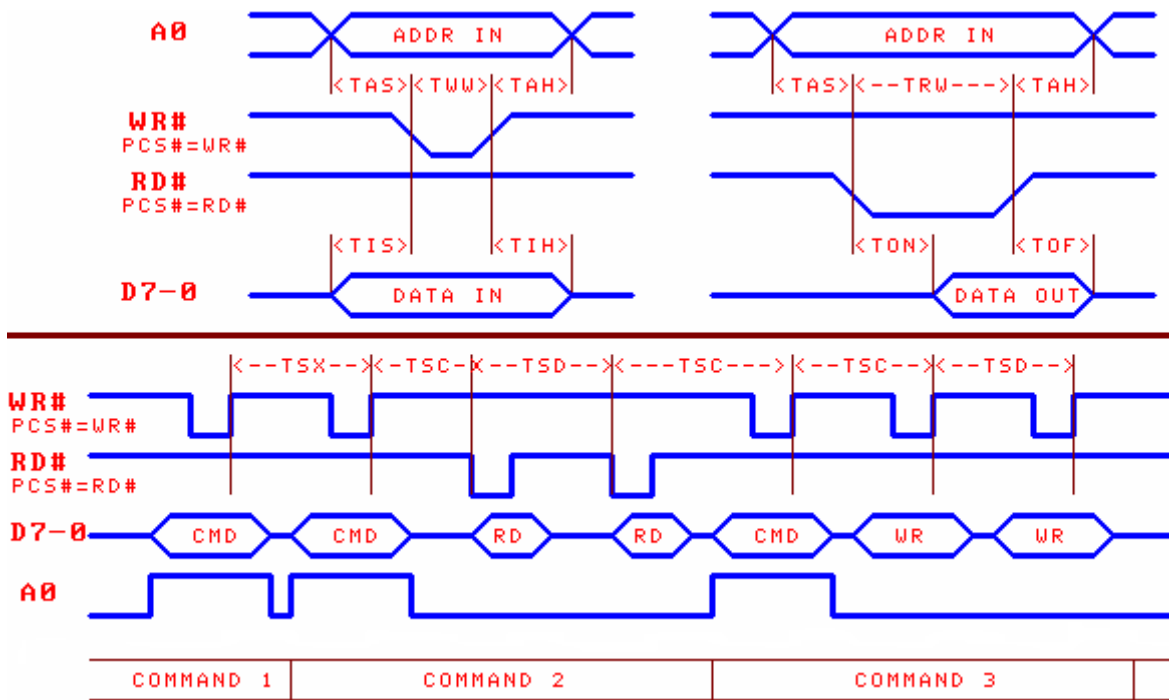 A0 ADDR IN ADDR IN
<TAS><TWW><TAH> <TAS><--TRW---><TAH>
WR#
PCS#=WR#
RD#
PCS#=RD#
<TIS> <TIH> <TON> <TOF>
D7-0 DATA IN DATA OUT
<--TSX--><-TSC-X--TSD--><---TSC---><--TSC--><--TSD-->
WR#
PCS#=WR#
RD#
PCS#=RD#
D7-0 CMD CMD RD RD CMD WR WR
A0
COMMAND 1 COMMAND 2 COMMAND 3